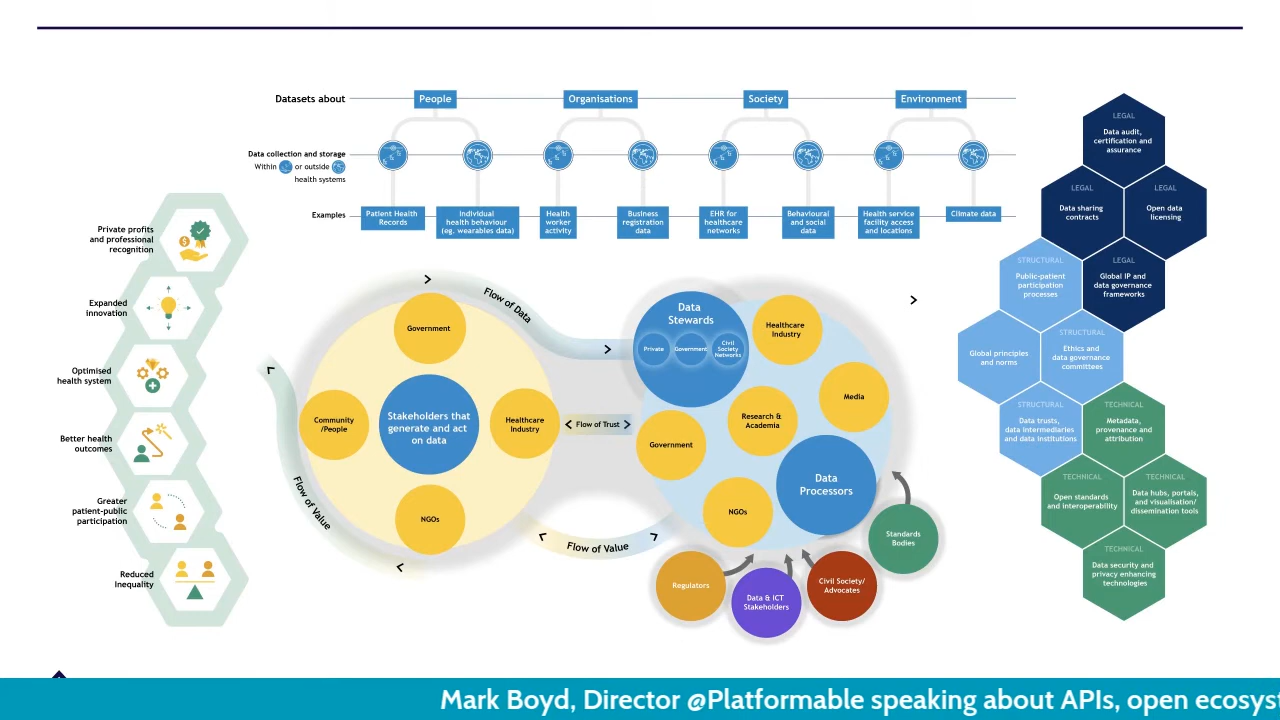 Datasets about
People
Organisations
Society
Environment
Data collection and storage
Within or outside
health systems
Examples
Patient Health
Records
Individual
health behaviour
(eg. wearables data)
Health
worker
activity
Business
registration
data
EHR for
healthcare
networks
Behavioural
and social
data
Health service
facility access
and locations
Climate data
Private profits
and professional
recognition
Expanded
innovation
Optimised
health system
Better health
outcomes
Greater
patient-public
participation
Reduced
Inequality
Flow of Data
Government
Community
/People
Stakeholders that
generate and act
on data
Healthcare
Industry
NGOs
Flow of Value
Flow of Trust
Flow of Value
Data
Stewards
Private
Government
Civil
Society
Networks
Healthcare
Industry
Media
Research &
Academia
Government
Data
Processors
NGOs
Standards
Bodies
Regulators
Data & ICT
Stakeholders
Civil Society/
Advocates
LEGAL
Data audit,
certification and
assurance
LEGAL
Data sharing
contracts
LEGAL
Open data
licensing
STRUCTURAL
Public-patient
participation
processes
LEGAL
Global IP and
data governance
frameworks
Global principles
and norms
STRUCTURAL
Ethics and
data governance
committees
STRUCTURAL
Data trusts,
data intermediaries
and data institutions
TECHNICAL
Metadata,
provenance and
attribution
TECHNICAL
Open standards
and interoperability
TECHNICAL
Data hubs, portals,
and visualisation/
dissemination tools
TECHNICAL
Data security and
privacy enhancing
technologies
Mark Boyd, Director @Platformable speaking about APIs, open ecosyst